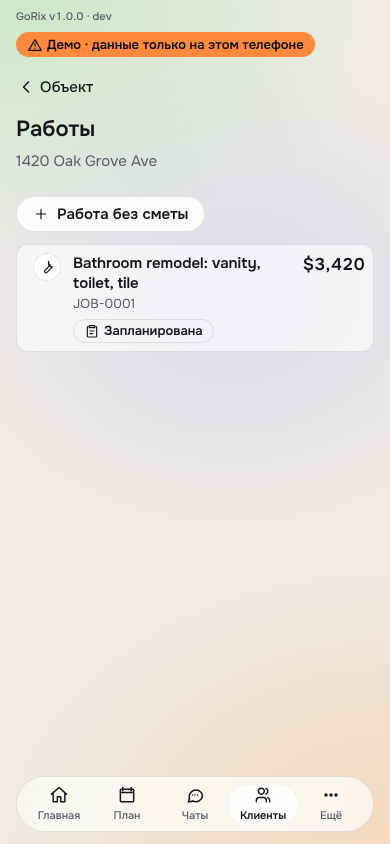 GoRix v1.0.0 · dev
Демо · данные только на этом телефоне
Объект
Работы
1420 Oak Grove Ave
Работа без сметы
Bathroom remodel: vanity, toilet, tile
$3,420
JOB-0001
Запланирована
Главная
План
Чаты
Клиенты
Ещё